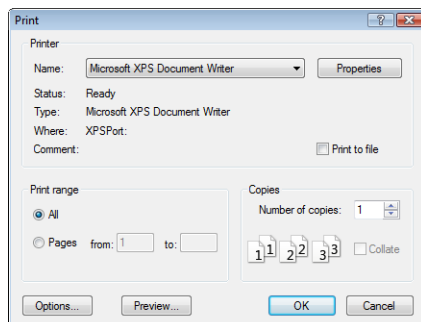 Print
Printer
Name: Microsoft XPS Document Writer Properties
Status: Ready
Type: Microsoft XPS Document Writer
Where: XPSPort:
Comment: Print to file
Print range Copies
All Number of copies: 1
Pages from: 1 to:
1 1 2 2 3 3 Collate
Options... Preview... OK Cancel